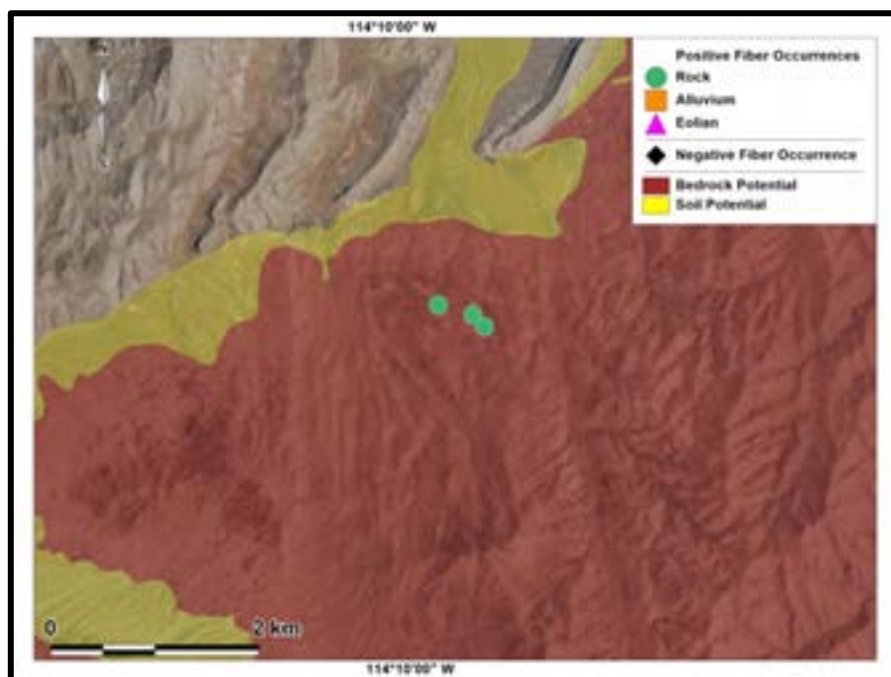 114°10'00" W
Positive Fiber Occurrences
Rock
Alluvium
Eolian
Negative Fiber Occurrence
Bedrock Potential
Soil Potential
0 2 km
114°10'00" W